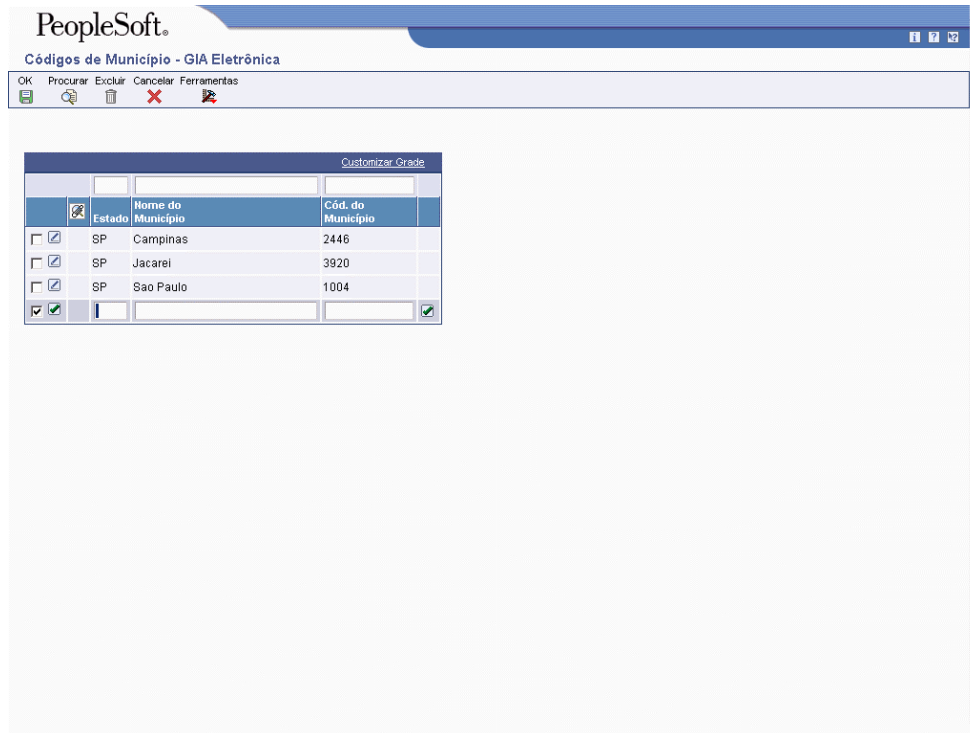 PeopleSoft®
Códigos de Município - GIA Eletrônica
OK Procurar Excluir Cancelar Ferramentas
Customizar Grade
Estado Nome do Município Cód. do Município
SP Campinas 2446
SP Jacarei 3920
SP Sao Paulo 1004